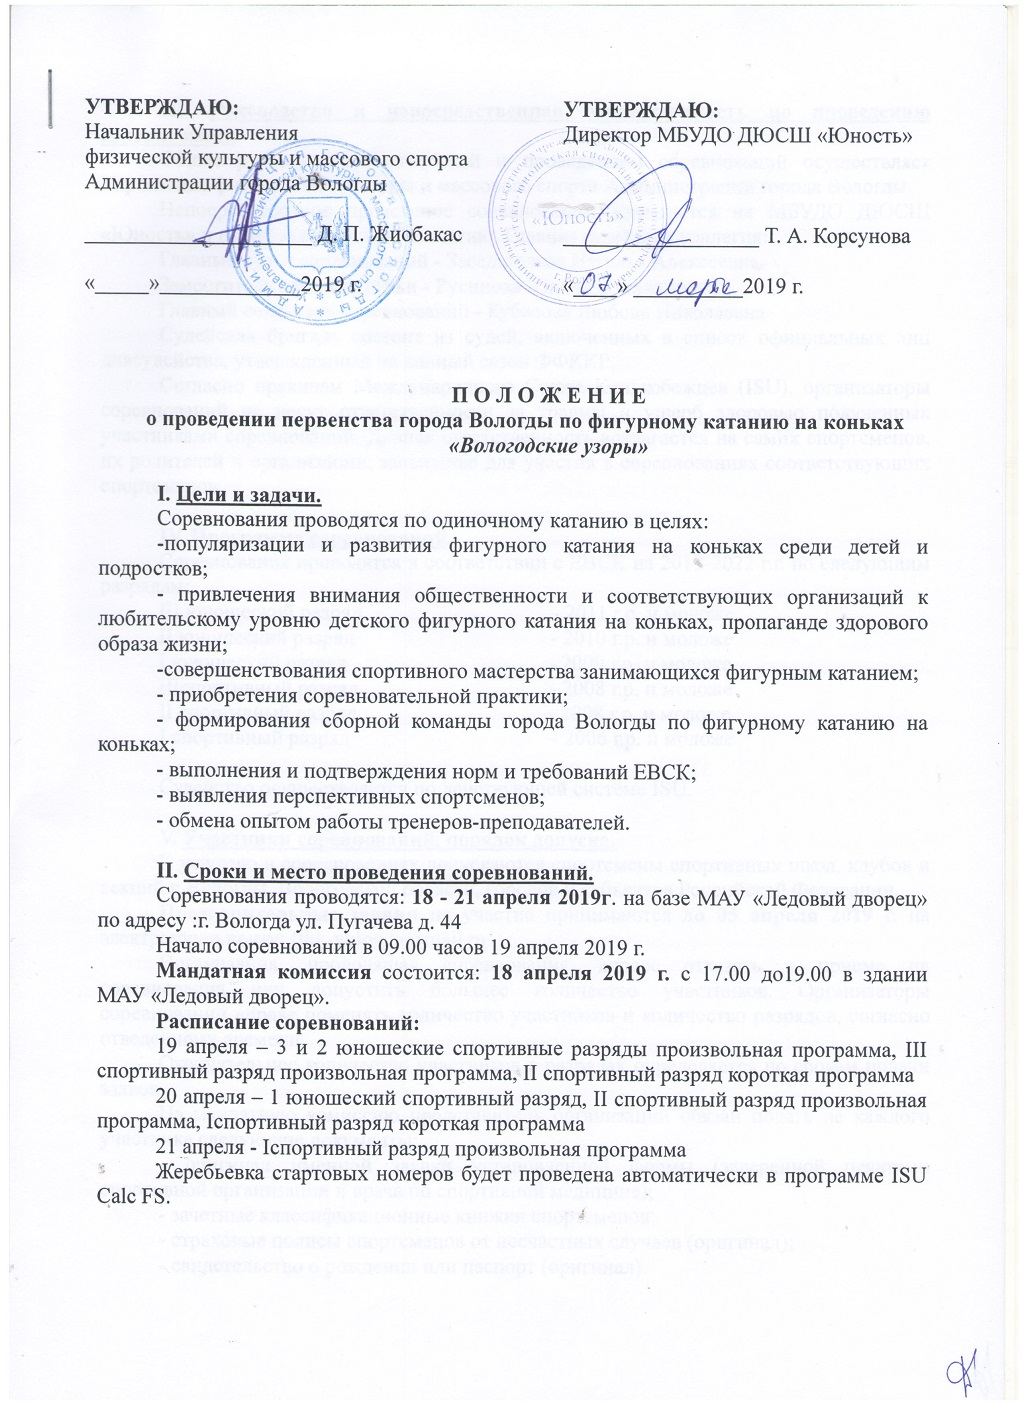 УТВЕРЖДАЮ:
Начальник Управления
физической культуры и массового спорта
Администрации города Вологды
_____________________ Д. П. Жиобакас
«_____»_____________2019 г.
УТВЕРЖДАЮ:
Директор МБУДО ДЮСШ «Юность»
____________ Т. А. Корсунова
«07» марта 2019 г.
«Юность»
П О Л О Ж Е Н И Е
о проведении первенства города Вологды по фигурному катанию на коньках
«Вологодские узоры»
I. Цели и задачи.
Соревнования проводятся по одиночному катанию в целях:
-популяризации и развития фигурного катания на коньках среди детей и
подростков;
- привлечения внимания общественности и соответствующих организаций к
любительскому уровню детского фигурного катания на коньках, пропаганде здорового
образа жизни;
-совершенствования спортивного мастерства занимающихся фигурным катанием;
- приобретения соревновательной практики;
- формирования сборной команды города Вологды по фигурному катанию на
коньках;
- выполнения и подтверждения норм и требований ЕВСК;
- выявления перспективных спортсменов;
- обмена опытом работы тренеров-преподавателей.
II. Сроки и место проведения соревнований.
Соревнования проводятся: 18 - 21 апреля 2019г. на базе МАУ «Ледовый дворец»
по адресу :г. Вологда ул. Пугачева д. 44
Начало соревнований в 09.00 часов 19 апреля 2019 г.
Мандатная комиссия состоится: 18 апреля 2019 г. с 17.00 до19.00 в здании
МАУ «Ледовый дворец».
Расписание соревнований:
19 апреля – 3 и 2 юношеские спортивные разряды произвольная программа, III
спортивный разряд произвольная программа, II спортивный разряд короткая программа
20 апреля – 1 юношеский спортивный разряд, II спортивный разряд произвольная
программа, Iспортивный разряд короткая программа
21 апреля - Iспортивный разряд произвольная программа
Жеребьевка стартовых номеров будет проведена автоматически в программе ISU
Calc FS.